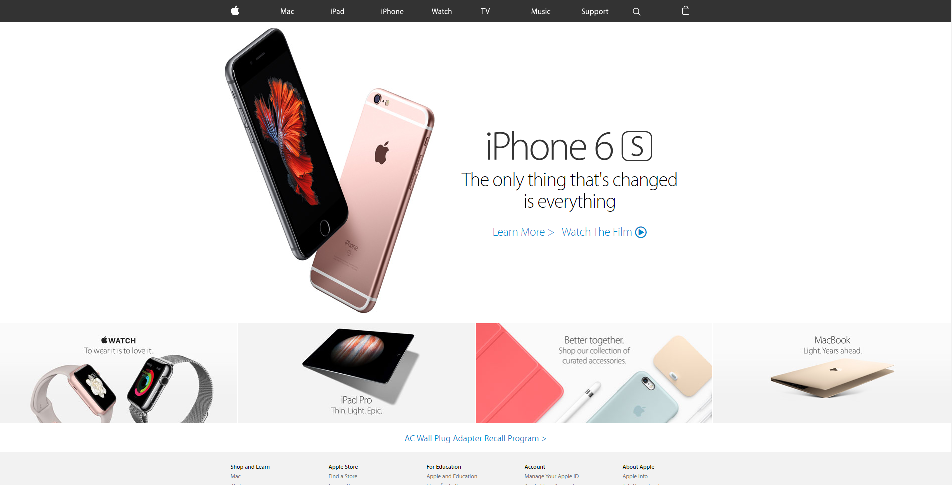 Mac iPad iPhone Watch TV Music Support
iPhone 6 S
The only thing that's changed
is everything
Learn More > Watch The Film
WATCH
To wear it is to love it.
iPad Pro
Thin. Light. Epic.
Better together.
Shop our collection of
curated accessories.
MacBook
Light. Years ahead.
AC Wall Plug Adapter Recall Program >
Shop and Learn Apple Store For Education Account About Apple
Mac Find a Store Apple and Education Manage Your Apple ID Apple Info